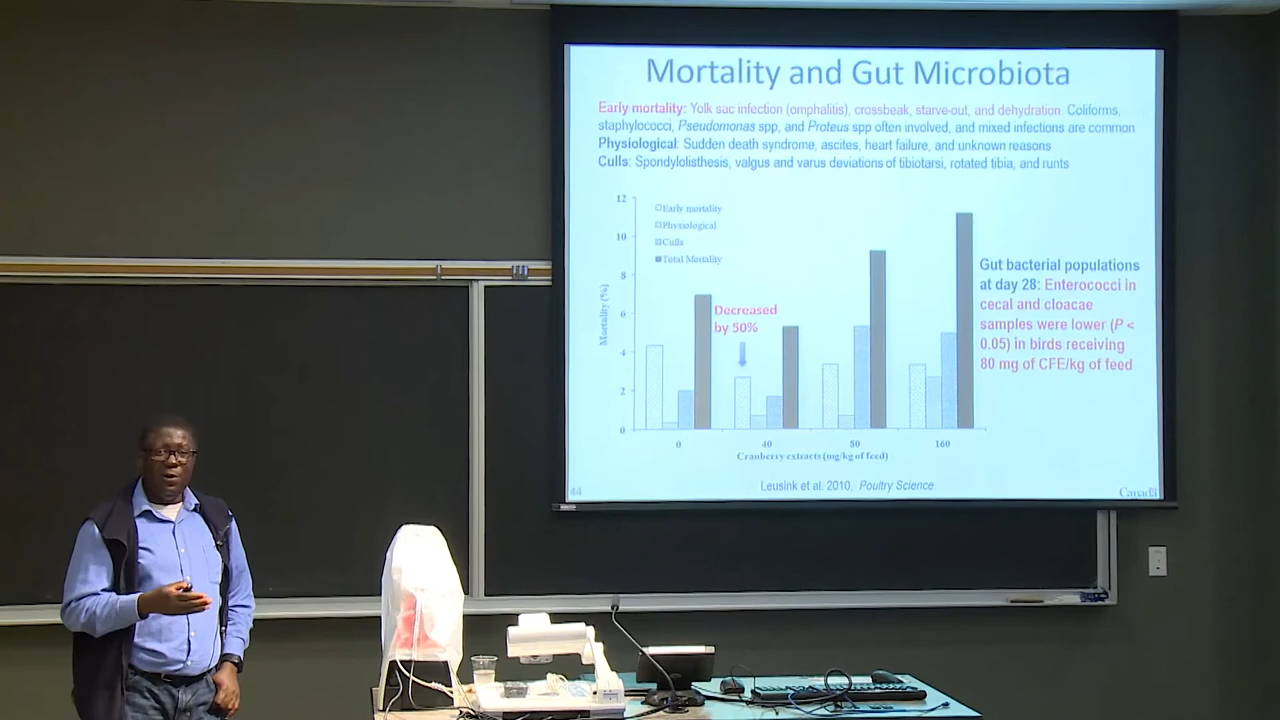 Mortality and Gut Microbiota
Early mortality: Yolk sac infection (omphalitis), crossbeak, starve-out, and dehydration. Coliforms,
staphylococci, Pseudomonas spp, and Proteus spp often involved, and mixed infections are common
Physiological: Sudden death syndrome, ascites, heart failure, and unknown reasons
Culls: Spondylolisthesis, valgus and varus deviations of tibiotarsi, rotated tibia, and runts
12
10
8
6
4
2
0
Mortality (%)
Early mortality
Physiological
Culls
Total Mortality
Decreased
by 50%
0
40
80
160
Cranberry extracts (mg/kg of feed)
Gut bacterial populations
at day 28: Enterococci in
cecal and cloacae
samples were lower (P <
0.05) in birds receiving
80 mg of CFE/kg of feed
Leusink et al. 2010, Poultry Science
44
Canada